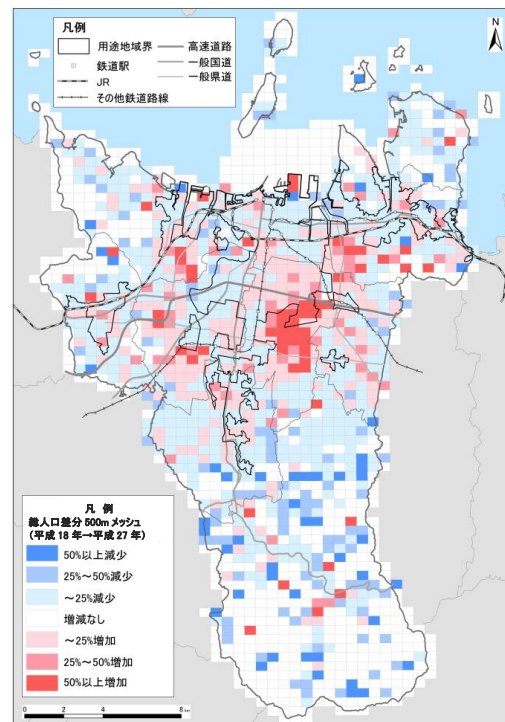 凡例
用途地域界
鉄道駅
JR
その他鉄道路線
高速道路
一般国道
一般県道
N
凡 例
総人口差分 500m メッシュ
（平成 18 年→平成 27 年）
50%以上減少
25%～50%減少
～25%減少
増減なし
～25%増加
25%～50%増加
50%以上増加
0 2 4 8 km